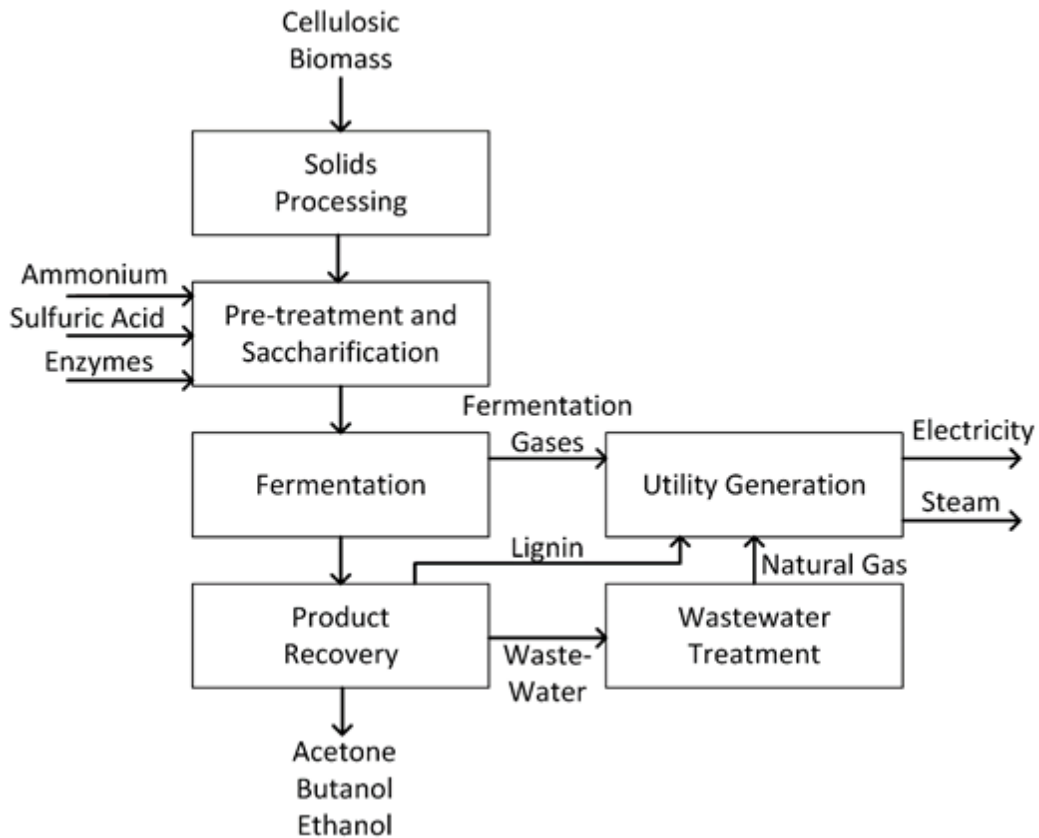 Cellulosic
Biomass
Solids
Processing
Ammonium
Sulfuric Acid
Enzymes
Pre-treatment and
Saccharification
Fermentation
Gases
Fermentation
Utility Generation
Electricity
Steam
Lignin
Natural Gas
Product
Recovery
Waste-
Water
Wastewater
Treatment
Acetone
Butanol
Ethanol